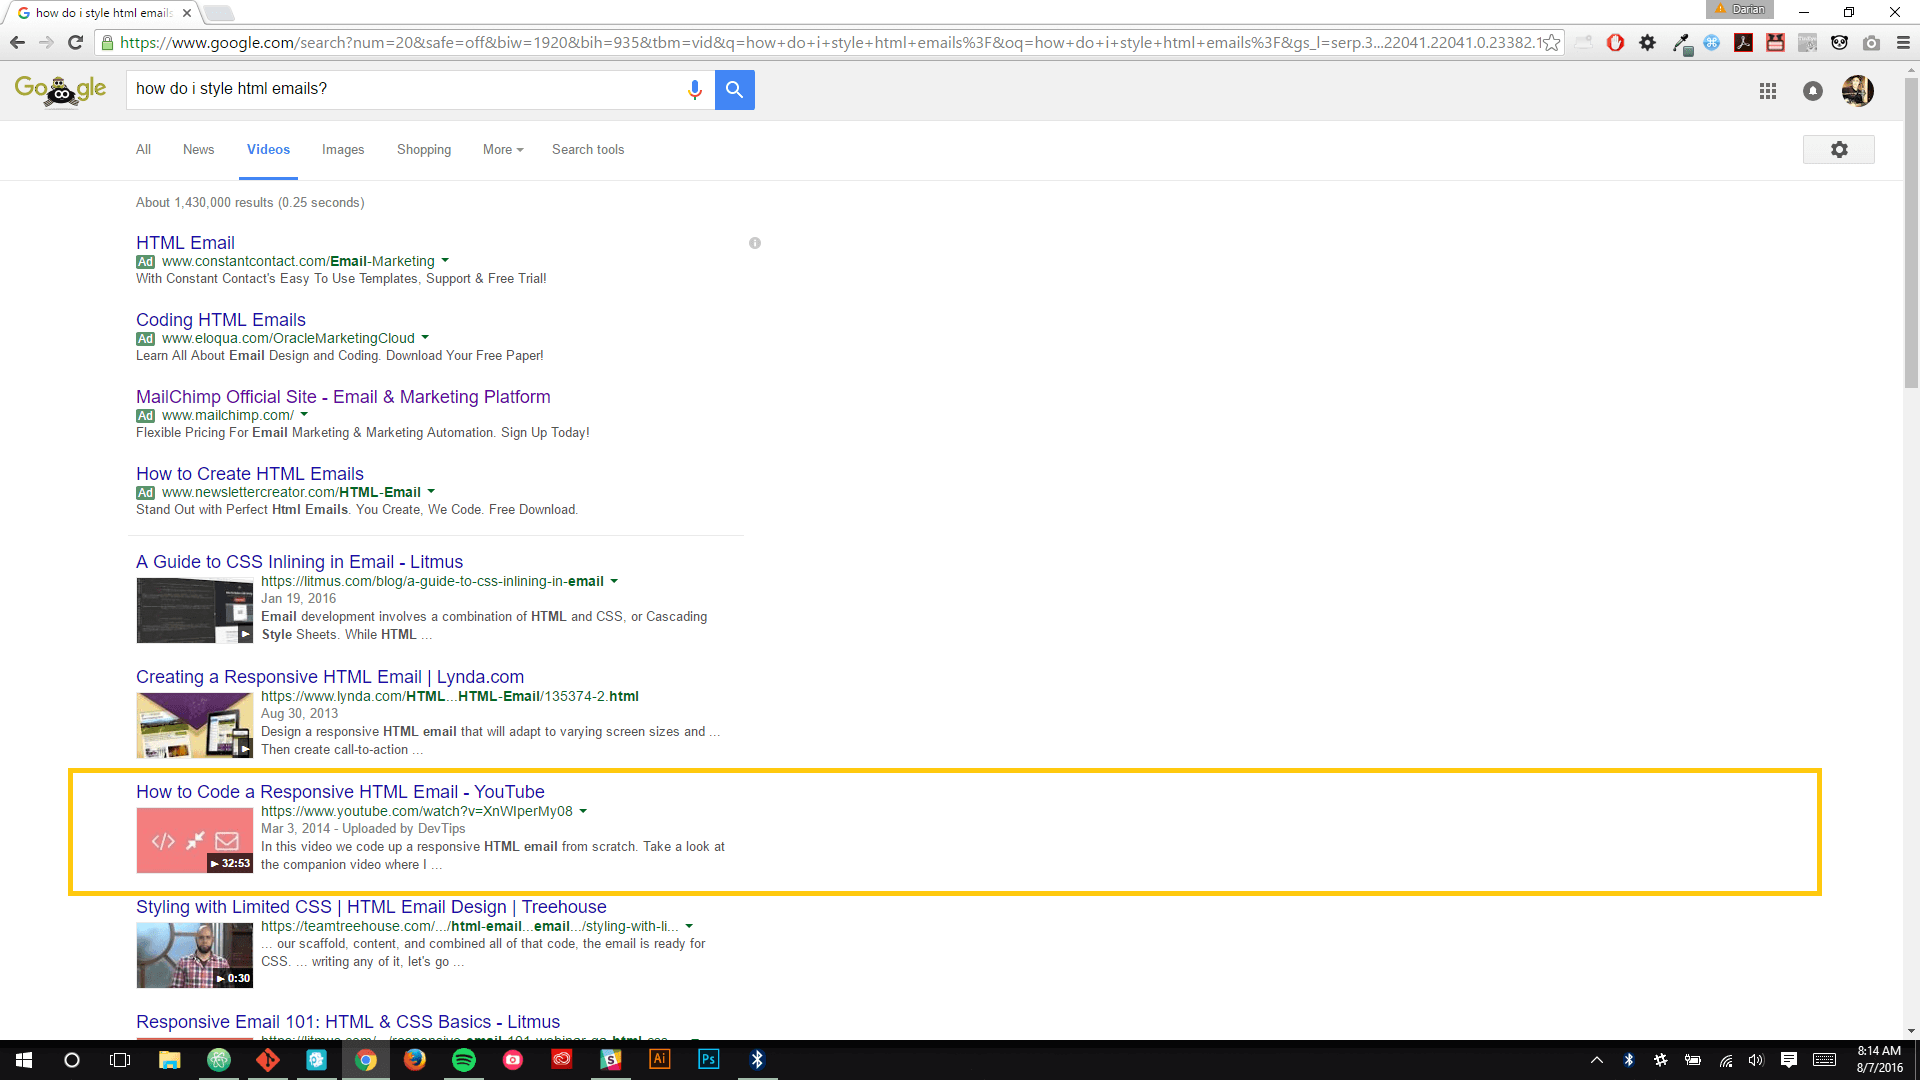 how do i style html emails
Darian
https://www.google.com/search?num=20&safe=off&biw=1920&bih=935&tbm=vid&q=how+do+i+style+html+emails%3F&oq=how+do+i+style+html+emails%3F&gs_l=serp.3...22041.22041.0.23382.1
Google
how do i style html emails?
All News Videos Images Shopping More Search tools
About 1,430,000 results (0.25 seconds)
HTML Email
Ad www.constantcontact.com/Email-Marketing
With Constant Contact's Easy To Use Templates, Support & Free Trial!
Coding HTML Emails
Ad www.eloqua.com/OracleMarketingCloud
Learn All About Email Design and Coding. Download Your Free Paper!
MailChimp Official Site - Email & Marketing Platform
Ad www.mailchimp.com/
Flexible Pricing For Email Marketing & Marketing Automation. Sign Up Today!
How to Create HTML Emails
Ad www.newslettercreator.com/HTML-Email
Stand Out with Perfect Html Emails. You Create, We Code. Free Download.
A Guide to CSS Inlining in Email - Litmus
https://litmus.com/blog/a-guide-to-css-inlining-in-email
Jan 19, 2016
Email development involves a combination of HTML and CSS, or Cascading
Style Sheets. While HTML ...
Creating a Responsive HTML Email | Lynda.com
https://www.lynda.com/HTML...HTML-Email/135374-2.html
Aug 30, 2013
Design a responsive HTML email that will adapt to varying screen sizes and ...
Then create call-to-action ...
How to Code a Responsive HTML Email - YouTube
https://www.youtube.com/watch?v=XnWIperMy08
Mar 3, 2014 - Uploaded by DevTips
In this video we code up a responsive HTML email from scratch. Take a look at
the companion video where I ...
32:53
Styling with Limited CSS | HTML Email Design | Treehouse
https://teamtreehouse.com/.../html-email...email.../styling-with-li...
... our scaffold, content, and combined all of that code, the email is ready for
CSS. ... writing any of it, let's go ...
0:30
Responsive Email 101: HTML & CSS Basics - Litmus
Ai
Ps
8:14 AM
8/7/2016